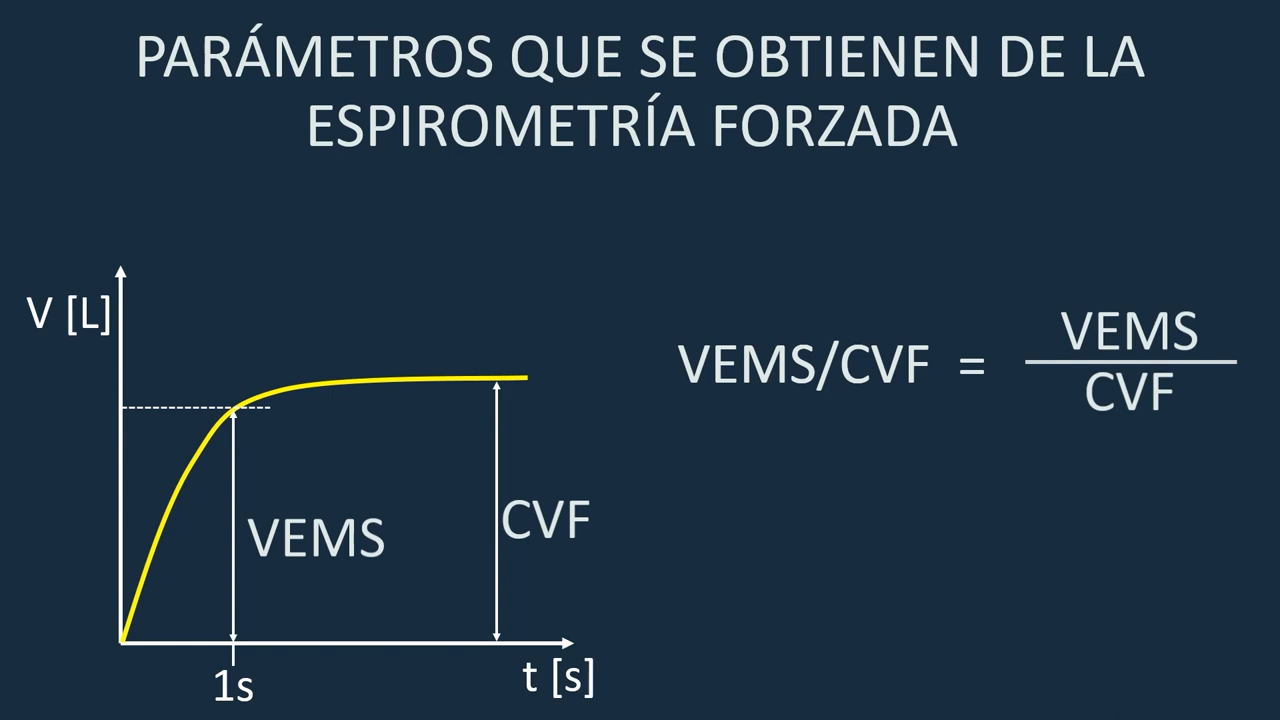 PARÁMETROS QUE SE OBTIENEN DE LA
ESPIROMETRÍA FORZADA
V [L]
VEMS
CVF
1s
t [s]
VEMS/CVF =
VEMS
CVF